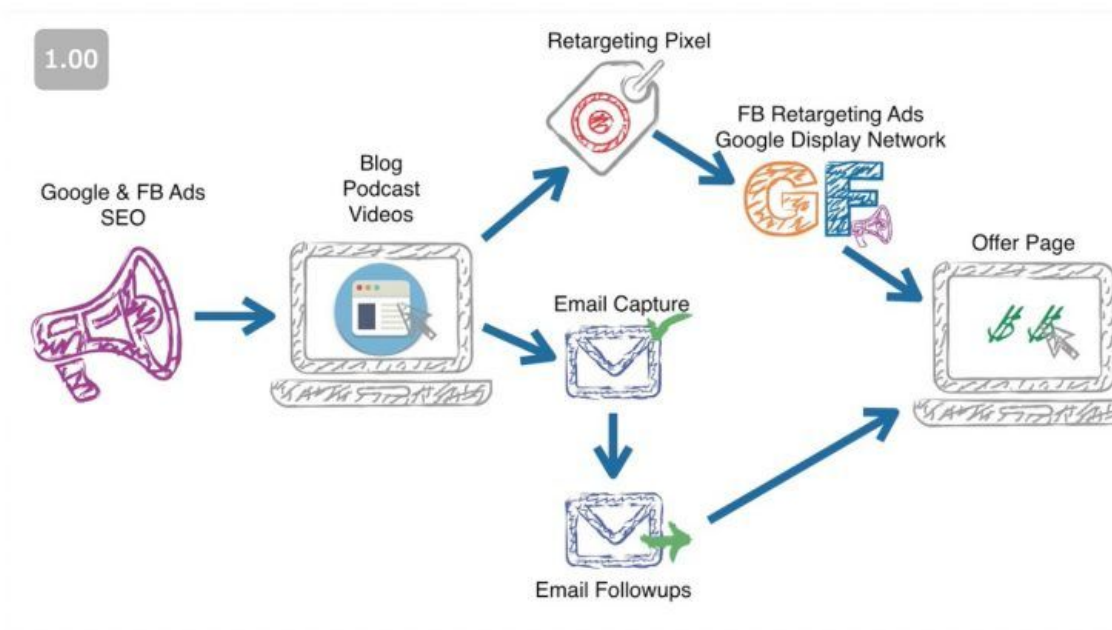 1.00
Retargeting Pixel
FB Retargeting Ads
Google Display Network
Blog
Podcast
Videos
Google & FB Ads
SEO
GF
Offer Page
$ $
Email Capture
Email Followups